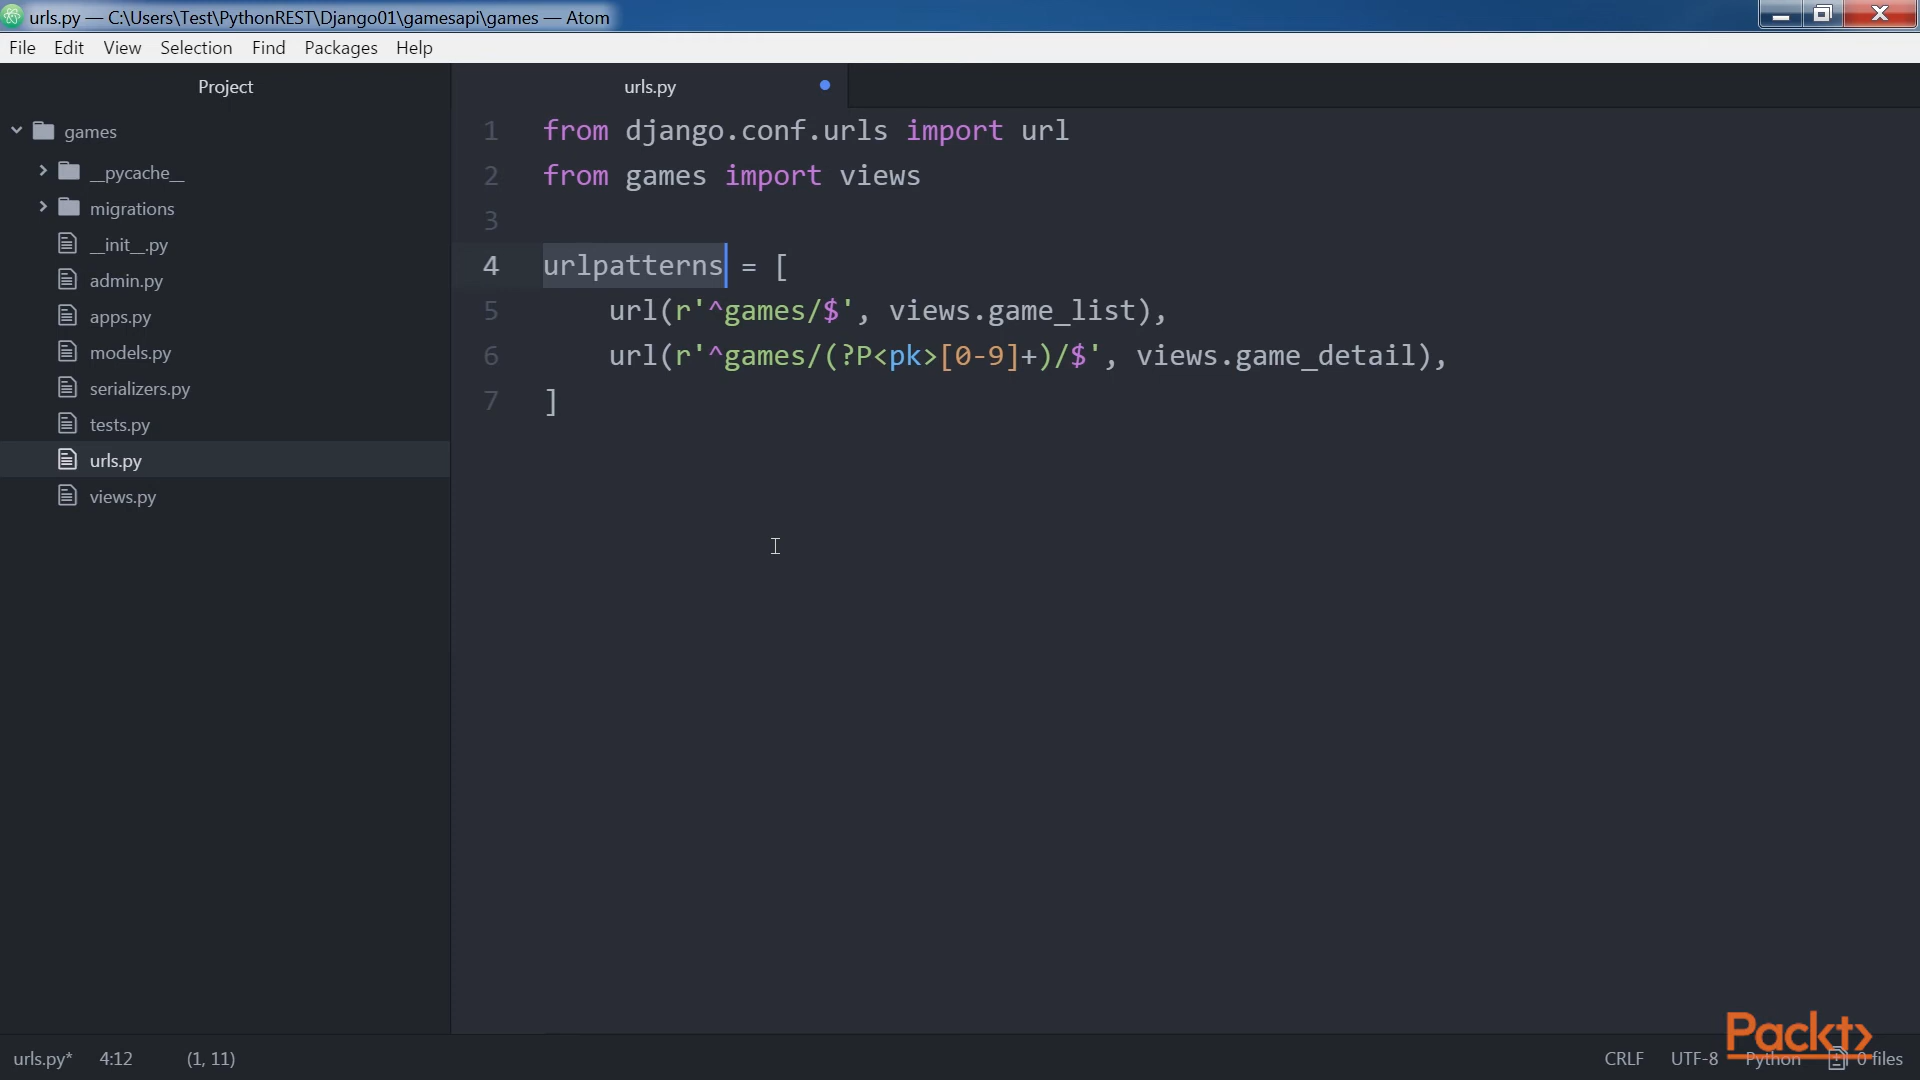 urls.py — C:\Users\Test\PythonREST\Django01\gamesapi\games — Atom
File Edit View Selection Find Packages Help
Project
games
__pycache__
migrations
__init__.py
admin.py
apps.py
models.py
serializers.py
tests.py
urls.py
views.py
urls.py
1 from django.conf.urls import url
2 from games import views
3
4 urlpatterns = [
5     url(r'^games/$', views.game_list),
6     url(r'^games/(?P<pk>[0-9]+)/$', views.game_detail),
7 ]
Packt>
urls.py* 4:12 (1, 11) CRLF UTF-8 Python 0 files